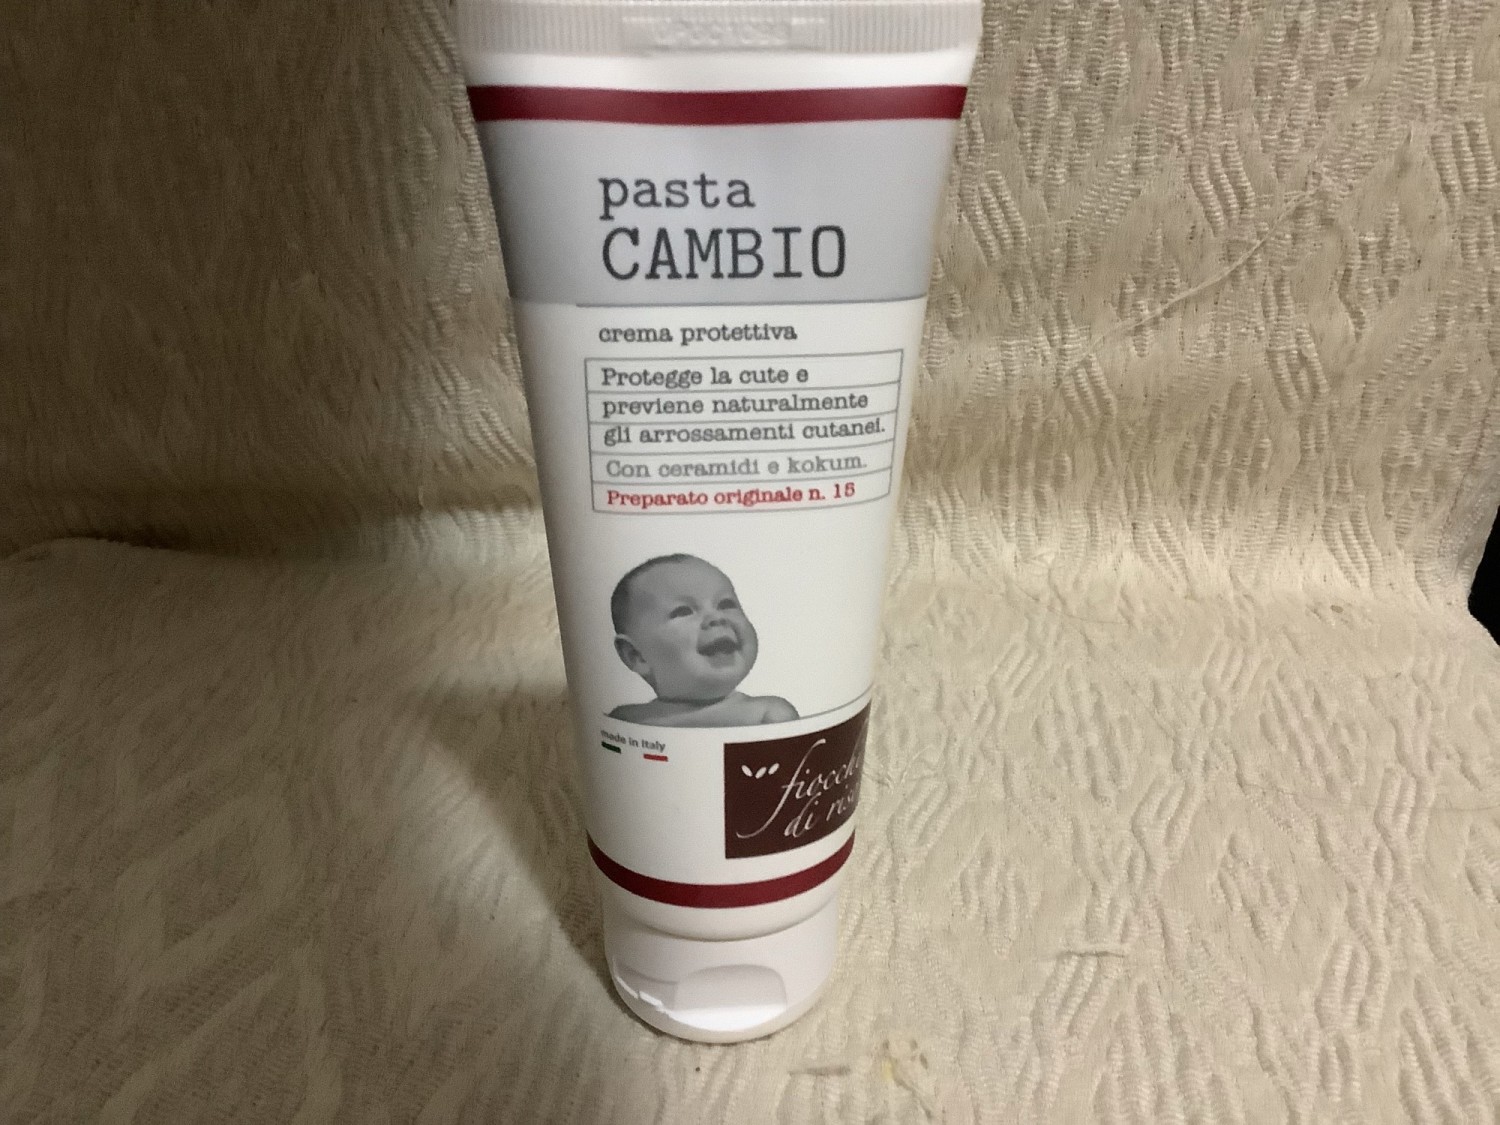 pasta
CAMBIO
crema protettiva
Protegge la cute e
previene naturalmente
gli arrossamenti cutanei.
Con ceramidi e kokum.
Preparato originale n. 15
made in Italy
di